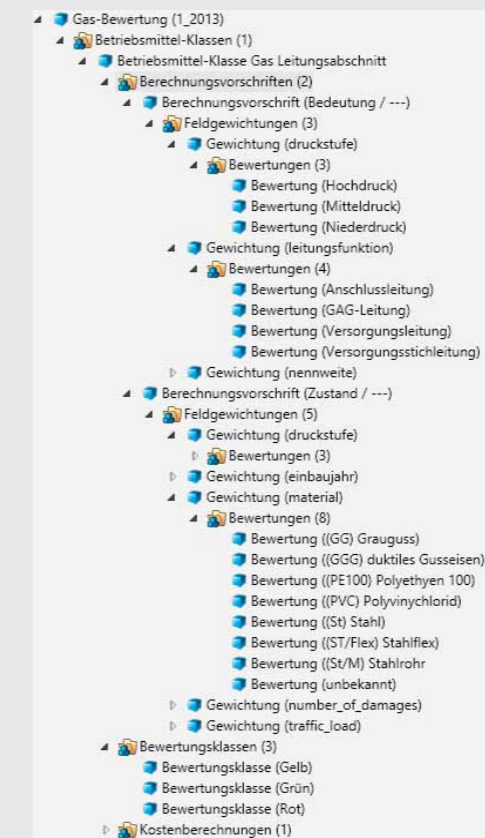 Gas-Bewertung (1_2013)
Betriebsmittel-Klassen (1)
Betriebsmittel-Klasse Gas Leitungsabschnitt
Berechnungsvorschriften (2)
Berechnungsvorschrift (Bedeutung / ---)
Feldgewichtungen (3)
Gewichtung (druckstufe)
Bewertungen (3)
Bewertung (Hochdruck)
Bewertung (Mitteldruck)
Bewertung (Niederdruck)
Gewichtung (leitungsfunktion)
Bewertungen (4)
Bewertung (Anschlussleitung)
Bewertung (GAG-Leitung)
Bewertung (Versorgungsleitung)
Bewertung (Versorgungsstichleitung)
Gewichtung (nennweite)
Berechnungsvorschrift (Zustand / ---)
Feldgewichtungen (5)
Gewichtung (druckstufe)
Bewertungen (3)
Gewichtung (einbaujahr)
Gewichtung (material)
Bewertungen (8)
Bewertung ((GG) Grauguss)
Bewertung ((GGG) duktiles Gusseisen)
Bewertung ((PE100) Polyethyen 100)
Bewertung ((PVC) Polyvinychlorid)
Bewertung ((St) Stahl)
Bewertung ((ST/Flex) Stahlflex)
Bewertung ((St/M) Stahlrohr
Bewertung (unbekannt)
Gewichtung (number_of_damages)
Gewichtung (traffic_load)
Bewertungsklassen (3)
Bewertungsklasse (Gelb)
Bewertungsklasse (Grün)
Bewertungsklasse (Rot)
Kostenberechnungen (1)